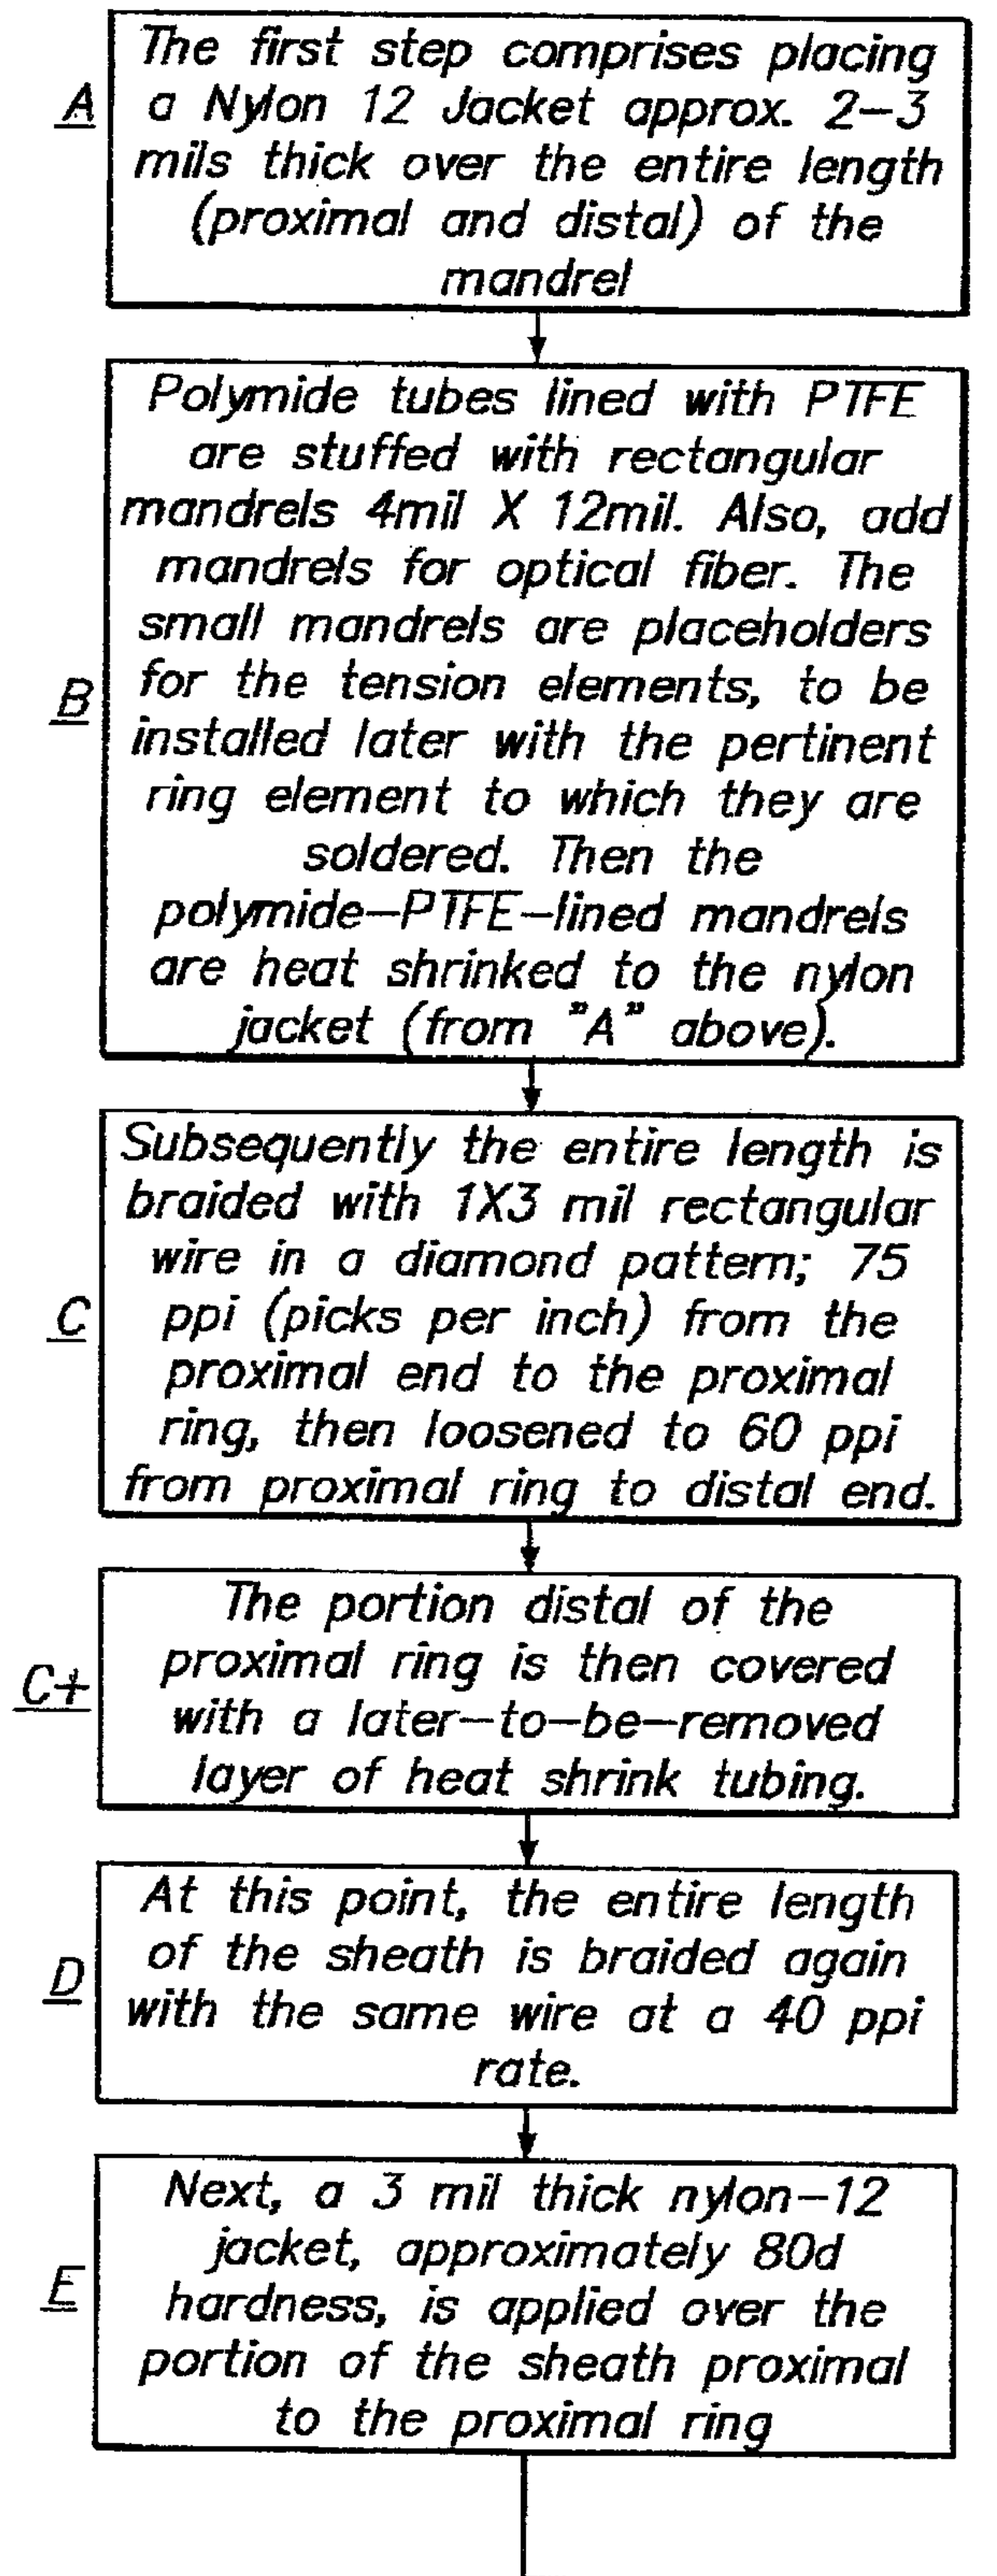 A
The first step comprises placing
a Nylon 12 Jacket approx. 2-3
mils thick over the entire length
(proximal and distal) of the
mandrel
B
Polymide tubes lined with PTFE
are stuffed with rectangular
mandrels 4mil X 12mil. Also, add
mandrels for optical fiber. The
small mandrels are placeholders
for the tension elements, to be
installed later with the pertinent
ring element to which they are
soldered. Then the
polymide-PTFE-lined mandrels
are heat shrinked to the nylon
jacket (from "A" above).
C
Subsequently the entire length is
braided with 1X3 mil rectangular
wire in a diamond pattern; 75
ppi (picks per inch) from the
proximal end to the proximal
ring, then loosened to 60 ppi
from proximal ring to distal end.
C+
The portion distal of the
proximal ring is then covered
with a later-to-be-removed
layer of heat shrink tubing.
D
At this point, the entire length
of the sheath is braided again
with the same wire at a 40 ppi
rate.
E
Next, a 3 mil thick nylon-12
jacket, approximately 80d
hardness, is applied over the
portion of the sheath proximal
to the proximal ring